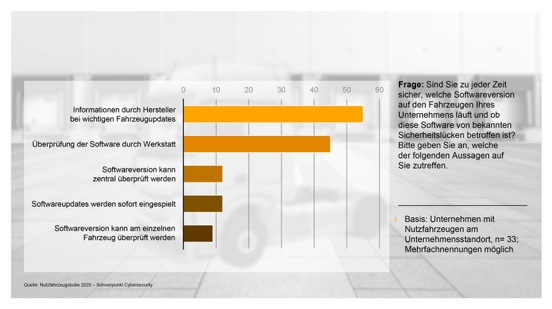 0 10 20 30 40 50 60
Informationen durch Hersteller
bei wichtigen Fahrzeugupdates
Überprüfung der Software durch Werkstatt
Softwareversion kann
zentral überprüft werden
Softwareupdates werden sofort eingespielt
Softwareversion kann am einzelnen
Fahrzeug überprüft werden
Frage: Sind Sie zu jeder Zeit
sicher, welche Softwareversion
auf den Fahrzeugen Ihres
Unternehmens läuft und ob
diese Software von bekannten
Sicherheitslücken betroffen ist?
Bitte geben Sie an, welche
der folgenden Aussagen auf
Sie zutreffen.
Basis: Unternehmen mit
Nutzfahrzeugen am
Unternehmensstandort, n= 33;
Mehrfachnennungen möglich
Quelle: Nutzfahrzeugstudie 2020 – Schwerpunkt Cybersecurity